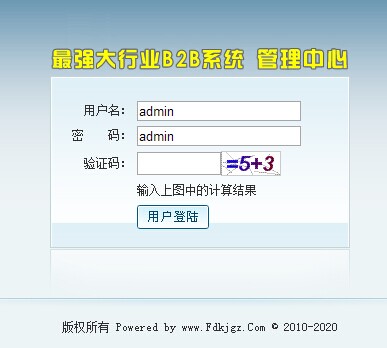 最强大行业B2B系统 管理中心
用户名: admin
密 码: admin
验证码: =5+3
输入上图中的计算结果
用户登陆
版权所有 Powered by www.Fdkjgz.Com © 2010-2020